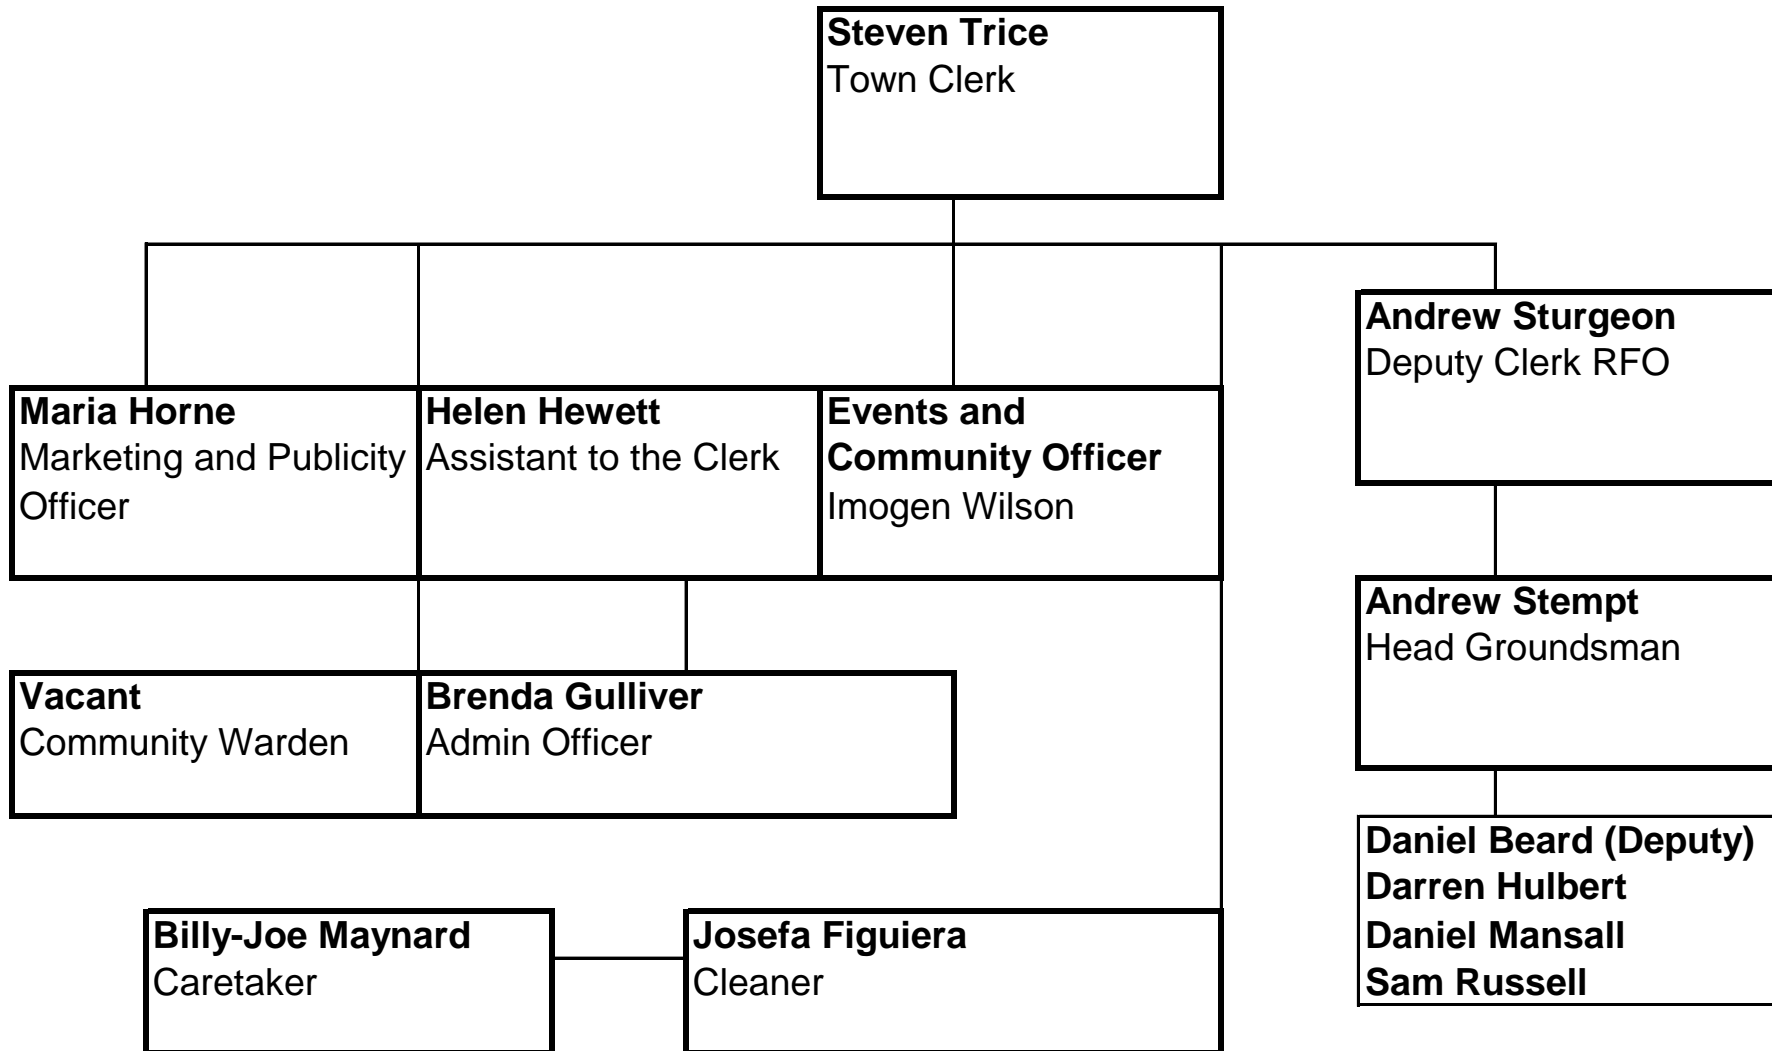 Steven Trice
Town Clerk
Andrew Sturgeon
Deputy Clerk RFO
Maria Horne
Marketing and Publicity
Officer
Helen Hewett
Assistant to the Clerk
Events and
Community Officer
Imogen Wilson
Andrew Stempt
Head Groundsman
Vacant
Community Warden
Brenda Gulliver
Admin Officer
Daniel Beard (Deputy)
Darren Hulbert
Daniel Mansall
Sam Russell
Billy-Joe Maynard
Caretaker
Josefa Figuiera
Cleaner